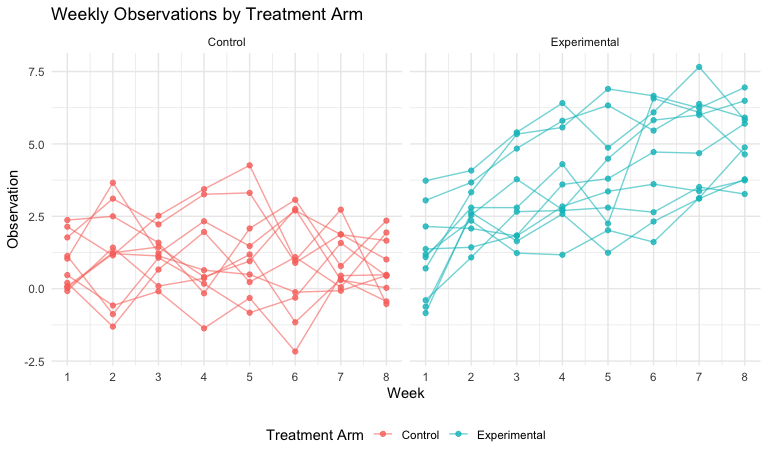 Weekly Observations by Treatment Arm
Control Experimental
7.5
5.0
2.5
0.0
-2.5
Observation
1 2 3 4 5 6 7 8 1 2 3 4 5 6 7 8
Week
Treatment Arm Control Experimental